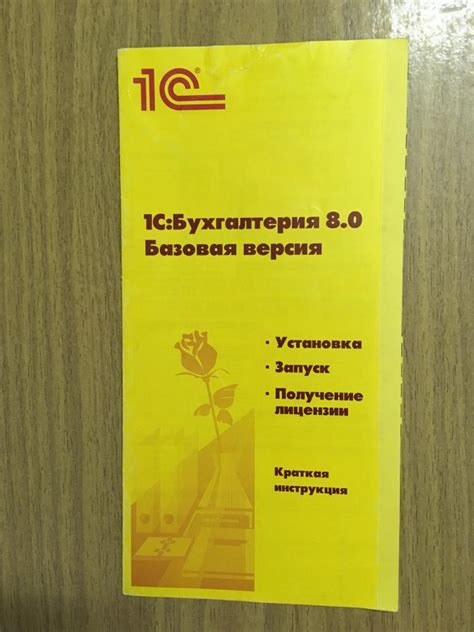 1С®
1С:Бухгалтерия 8.0
Базовая версия
· Установка
· Запуск
· Получение
лицензии
Краткая
инструкция